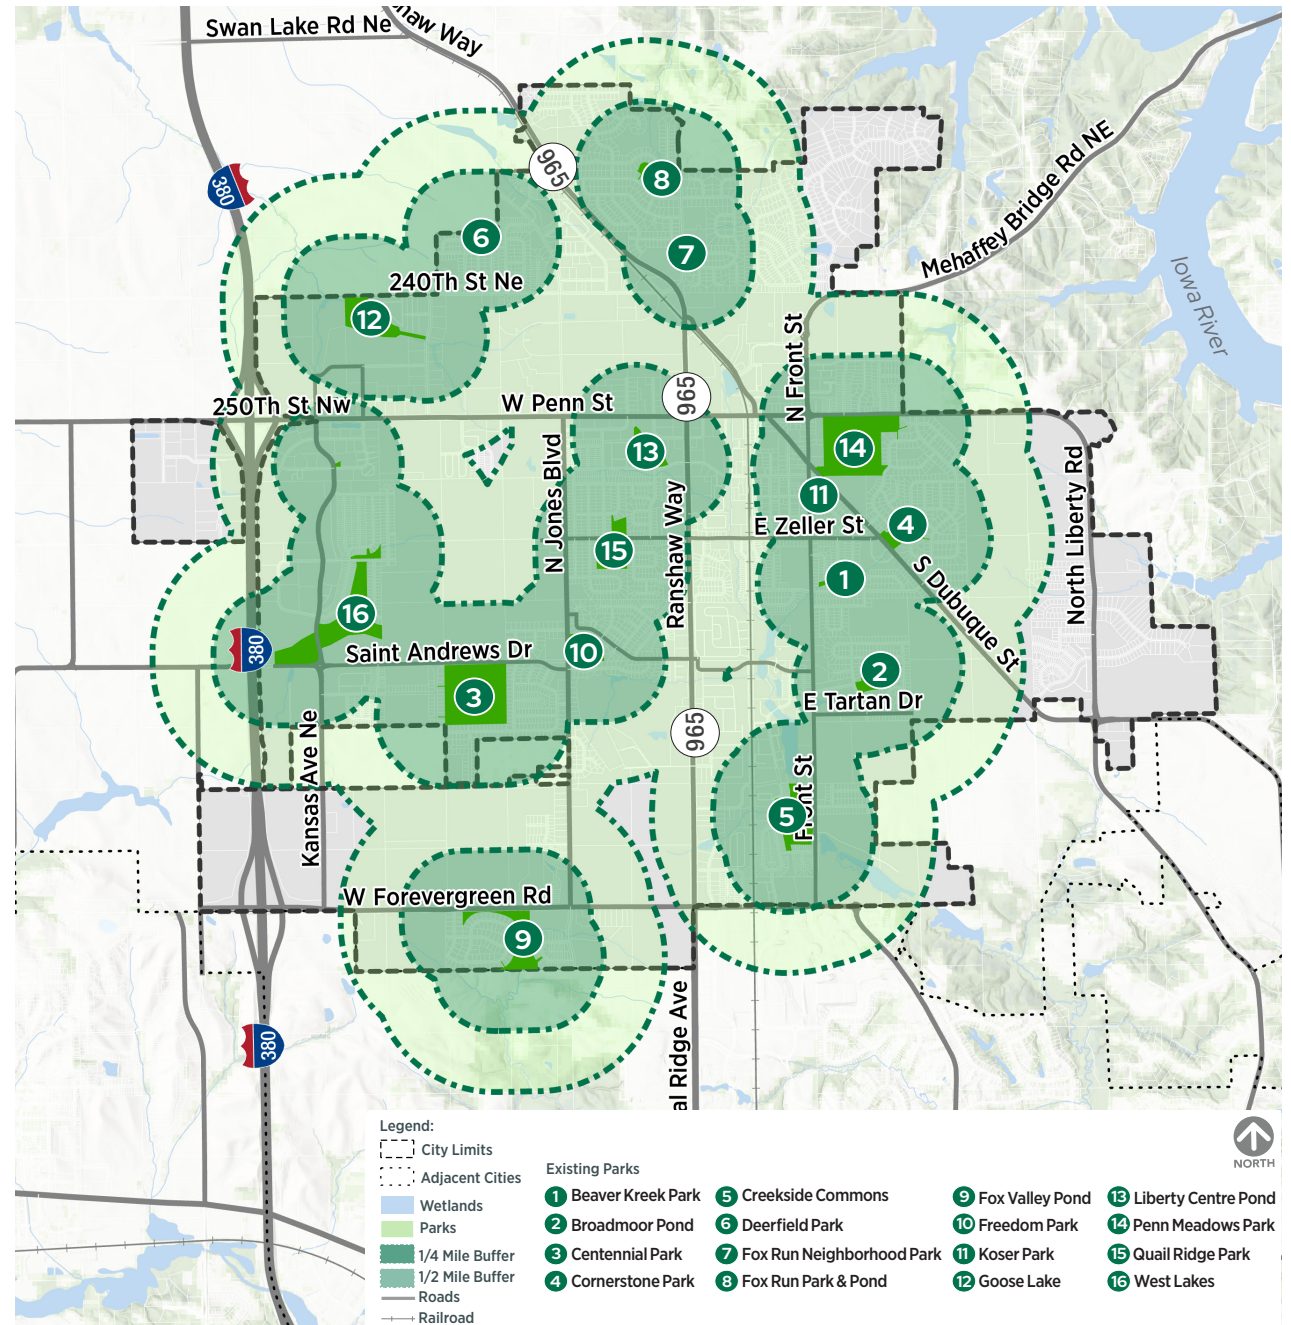 Swan Lake Rd Ne
haw Way
965
8
380
Mehaffey Bridge Rd NE
6
7
Iowa River
240Th St Ne
12
N Front St
965
250Th St Nw
W Penn St
14
13
N Jones Blvd
North Liberty Rd
11
Ranshaw Way
E Zeller St
4
15
S Dubuque St
1
16
380
Saint Andrews Dr
10
2
3
E Tartan Dr
965
Kansas Ave Ne
Front St
5
W Forevergreen Rd
9
380
al Ridge Ave
NORTH
Legend:
City Limits
Adjacent Cities
Wetlands
Parks
1/4 Mile Buffer
1/2 Mile Buffer
Roads
Railroad
Existing Parks
1 Beaver Kreek Park
2 Broadmoor Pond
3 Centennial Park
4 Cornerstone Park
5 Creekside Commons
6 Deerfield Park
7 Fox Run Neighborhood Park
8 Fox Run Park & Pond
9 Fox Valley Pond
10 Freedom Park
11 Koser Park
12 Goose Lake
13 Liberty Centre Pond
14 Penn Meadows Park
15 Quail Ridge Park
16 West Lakes